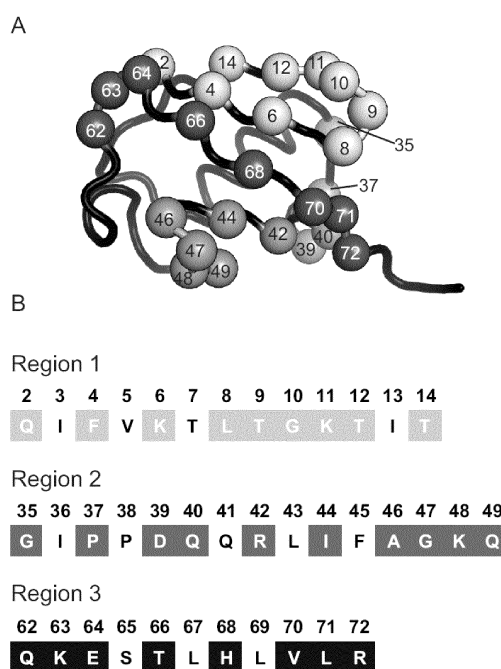 A
2 14 12 11 10 9 8 6 4 64 63 62 66 68 35 37 70 71 72 40 39 42 44 46 47 48 49
B
Region 1
2 3 4 5 6 7 8 9 10 11 12 13 14
Q I F V K T L T G K T I T
Region 2
35 36 37 38 39 40 41 42 43 44 45 46 47 48 49
G I P P D Q Q R L I F A G K Q
Region 3
62 63 64 65 66 67 68 69 70 71 72
Q K E S T L H L V L R